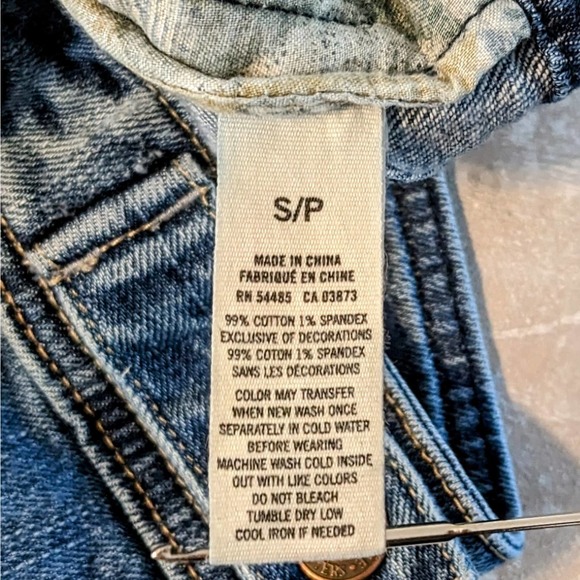 S/P
MADE IN CHINA
FABRIQUÉ EN CHINE
RN 54485 CA 03873
99% COTTON 1% SPANDEX
EXCLUSIVE OF DECORATIONS
99% COTON 1% SPANDEX
SANS LES DÉCORATIONS
COLOR MAY TRANSFER
WHEN NEW WASH ONCE
SEPARATELY IN COLD WATER
BEFORE WEARING
MACHINE WASH COLD INSIDE
OUT WITH LIKE COLORS
DO NOT BLEACH
TUMBLE DRY LOW
COOL IRON IF NEEDED